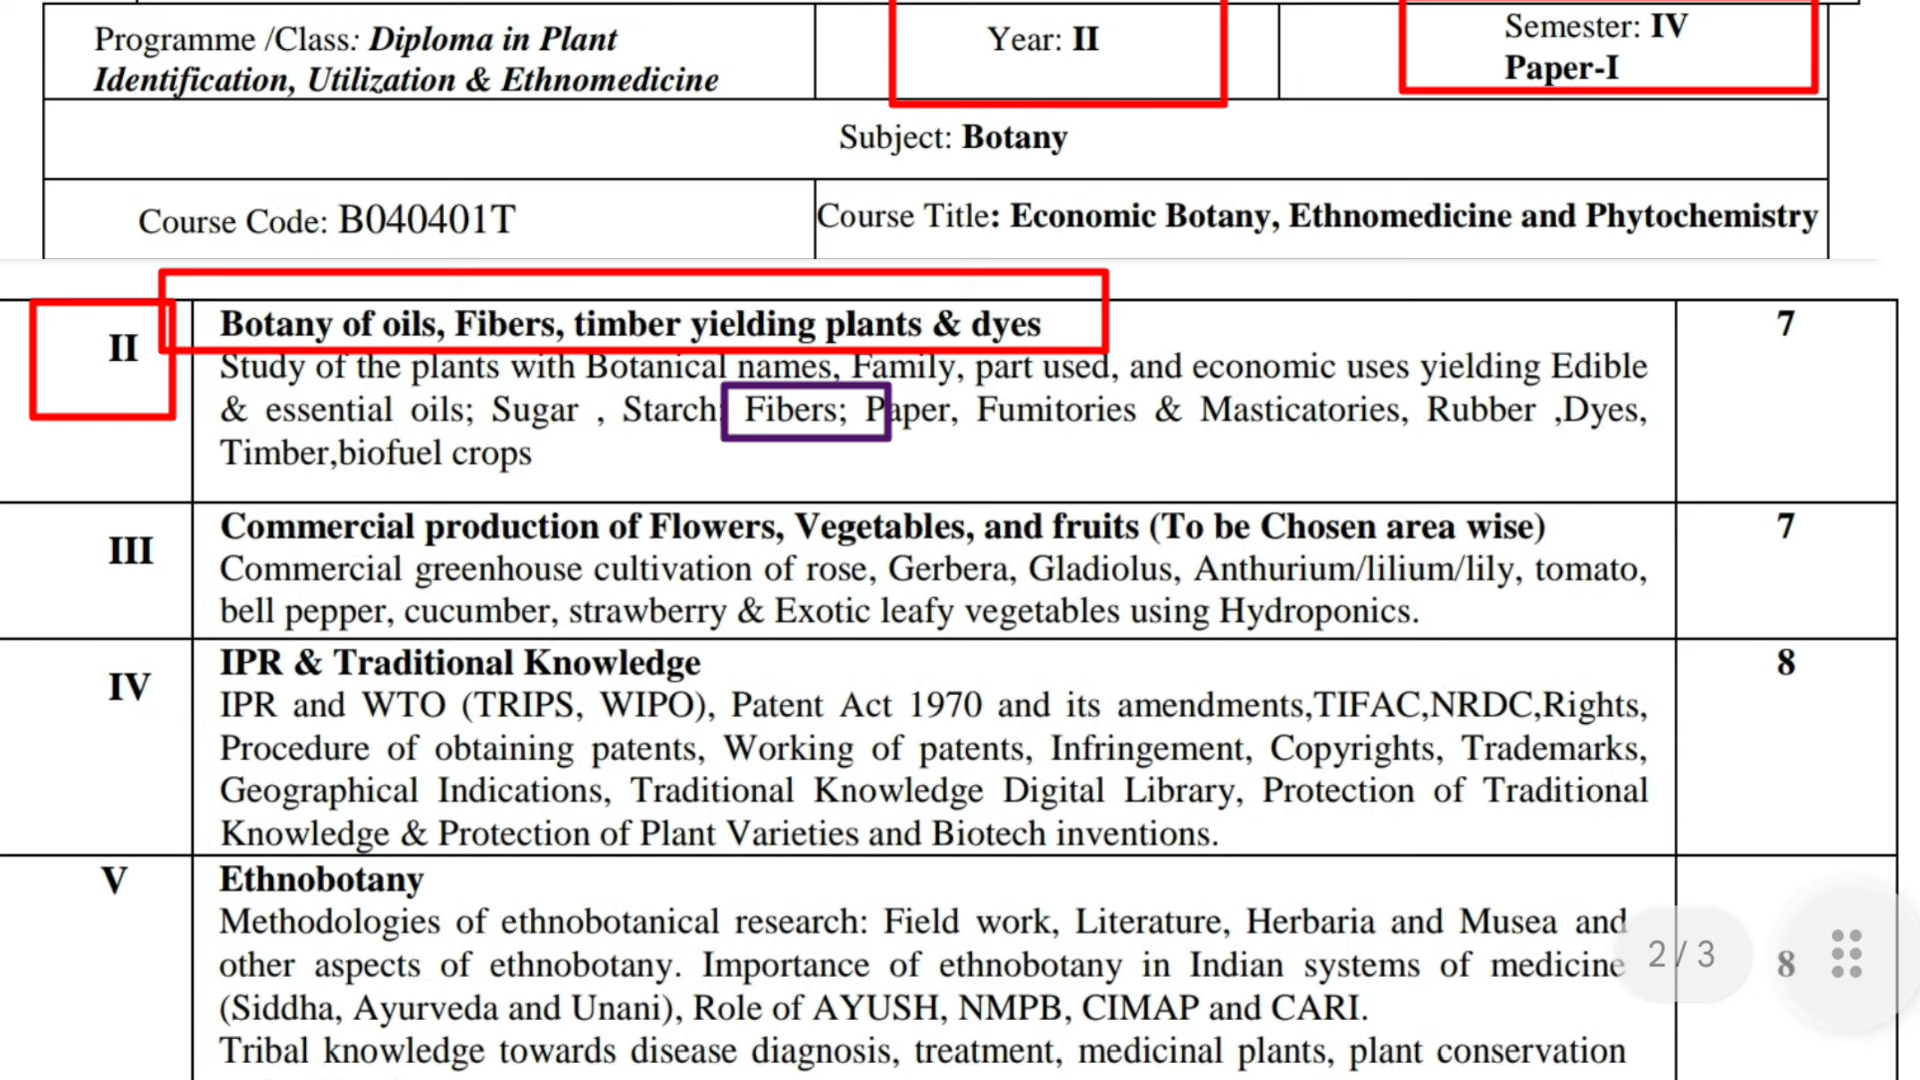 Programme /Class: Diploma in Plant
Identification, Utilization & Ethnomedicine
Year: II
Semester: IV
Paper-I
Subject: Botany
Course Code: B040401T
Course Title: Economic Botany, Ethnomedicine and Phytochemistry
II
Botany of oils, Fibers, timber yielding plants & dyes
7
Study of the plants with Botanical names, Family, part used, and economic uses yielding Edible
& essential oils; Sugar , Starch; Fibers; Paper, Fumitories & Masticatories, Rubber ,Dyes,
Timber,biofuel crops
III
Commercial production of Flowers, Vegetables, and fruits (To be Chosen area wise)
7
Commercial greenhouse cultivation of rose, Gerbera, Gladiolus, Anthurium/lilium/lily, tomato,
bell pepper, cucumber, strawberry & Exotic leafy vegetables using Hydroponics.
IV
IPR & Traditional Knowledge
8
IPR and WTO (TRIPS, WIPO), Patent Act 1970 and its amendments,TIFAC,NRDC,Rights,
Procedure of obtaining patents, Working of patents, Infringement, Copyrights, Trademarks,
Geographical Indications, Traditional Knowledge Digital Library, Protection of Traditional
Knowledge & Protection of Plant Varieties and Biotech inventions.
V
Ethnobotany
Methodologies of ethnobotanical research: Field work, Literature, Herbaria and Musea and
other aspects of ethnobotany. Importance of ethnobotany in Indian systems of medicine
2 / 3
8
(Siddha, Ayurveda and Unani), Role of AYUSH, NMPB, CIMAP and CARI.
Tribal knowledge towards disease diagnosis, treatment, medicinal plants, plant conservation